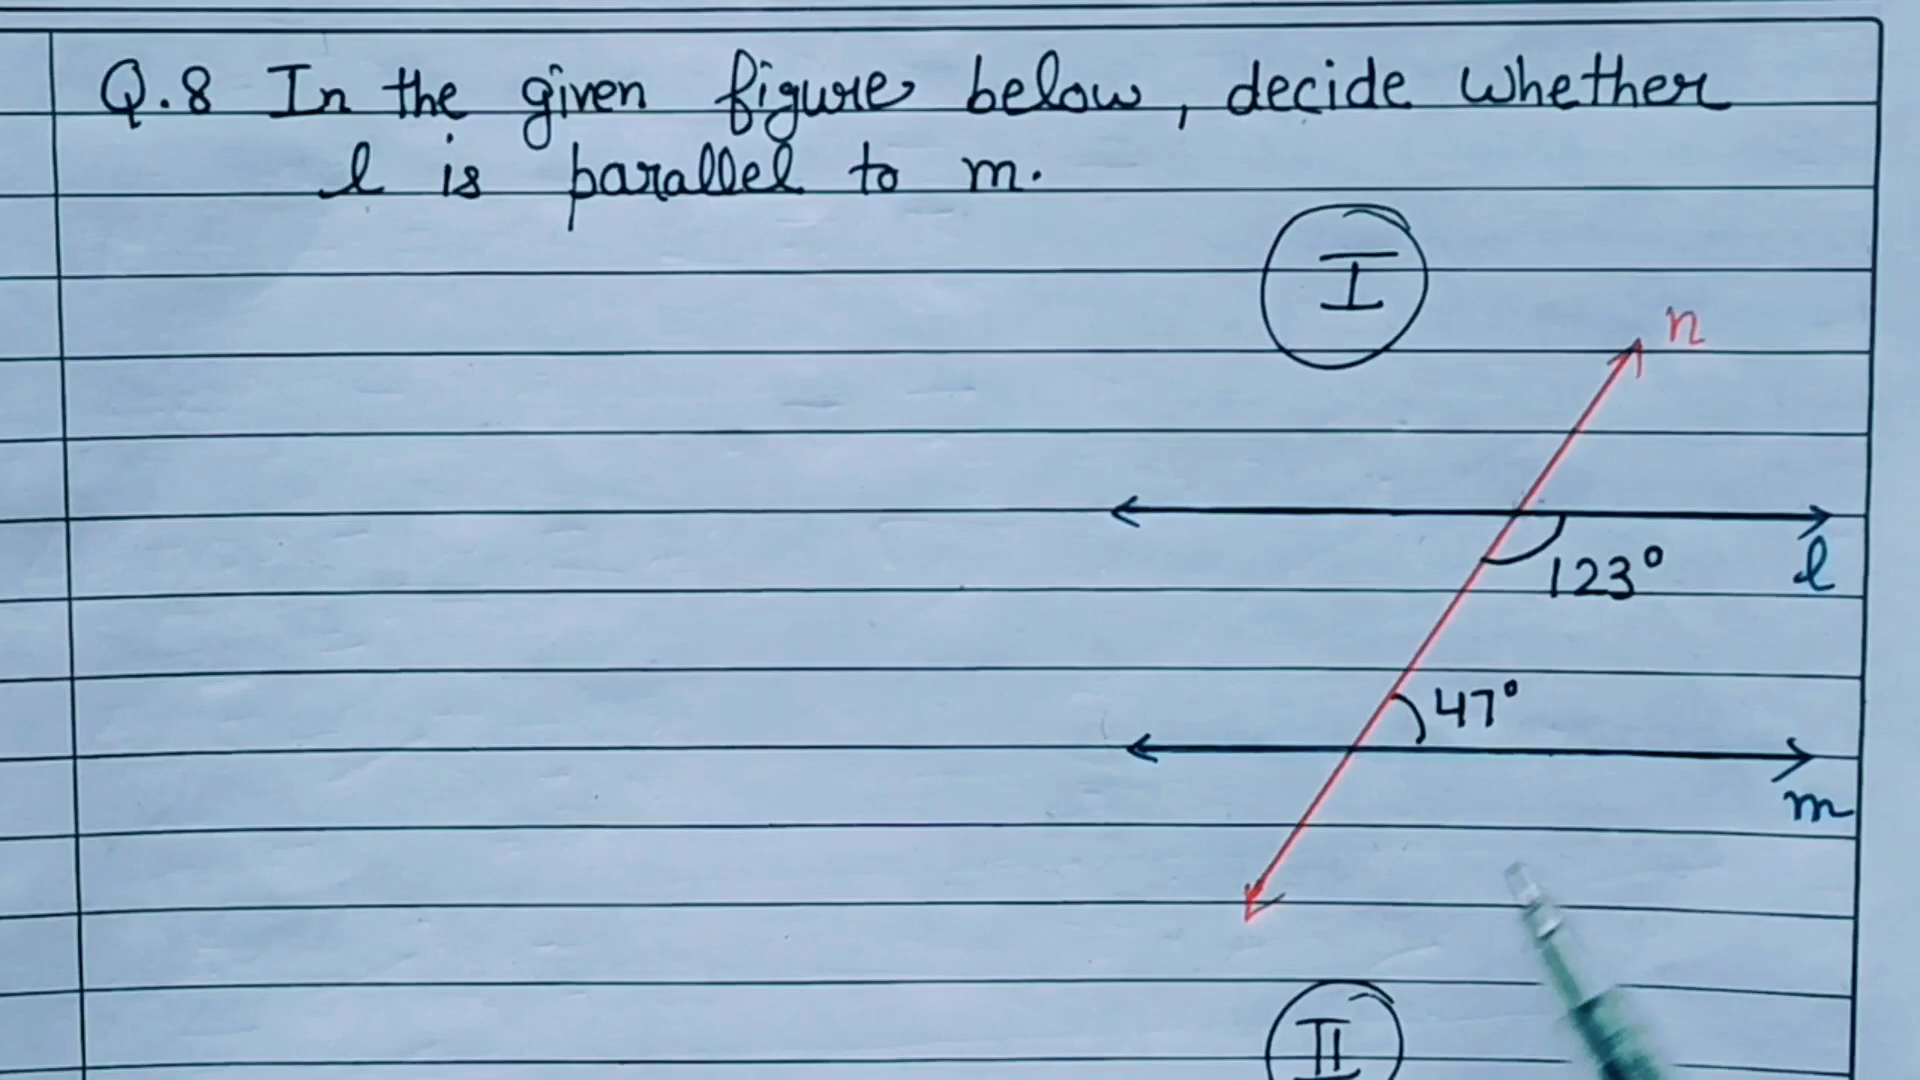 Q.8 In the given figure below, decide whether
l is parallel to m.
I
n
123°
l
47°
m
II